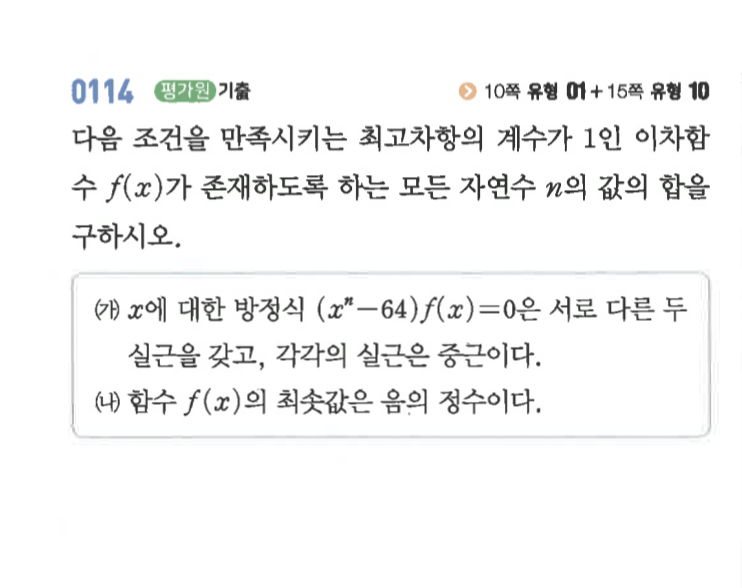 0114 평가원 기출 10쪽 유형 01+15쪽 유형 10
다음 조건을 만족시키는 최고차항의 계수가 1인 이차함
수 f(x)가 존재하도록 하는 모든 자연수 n의 값의 합을
구하시오.
㈎ x에 대한 방정식 (xⁿ-64)f(x)=0은 서로 다른 두
실근을 갖고, 각각의 실근은 중근이다.
㈏ 함수 f(x)의 최솟값은 음의 정수이다.